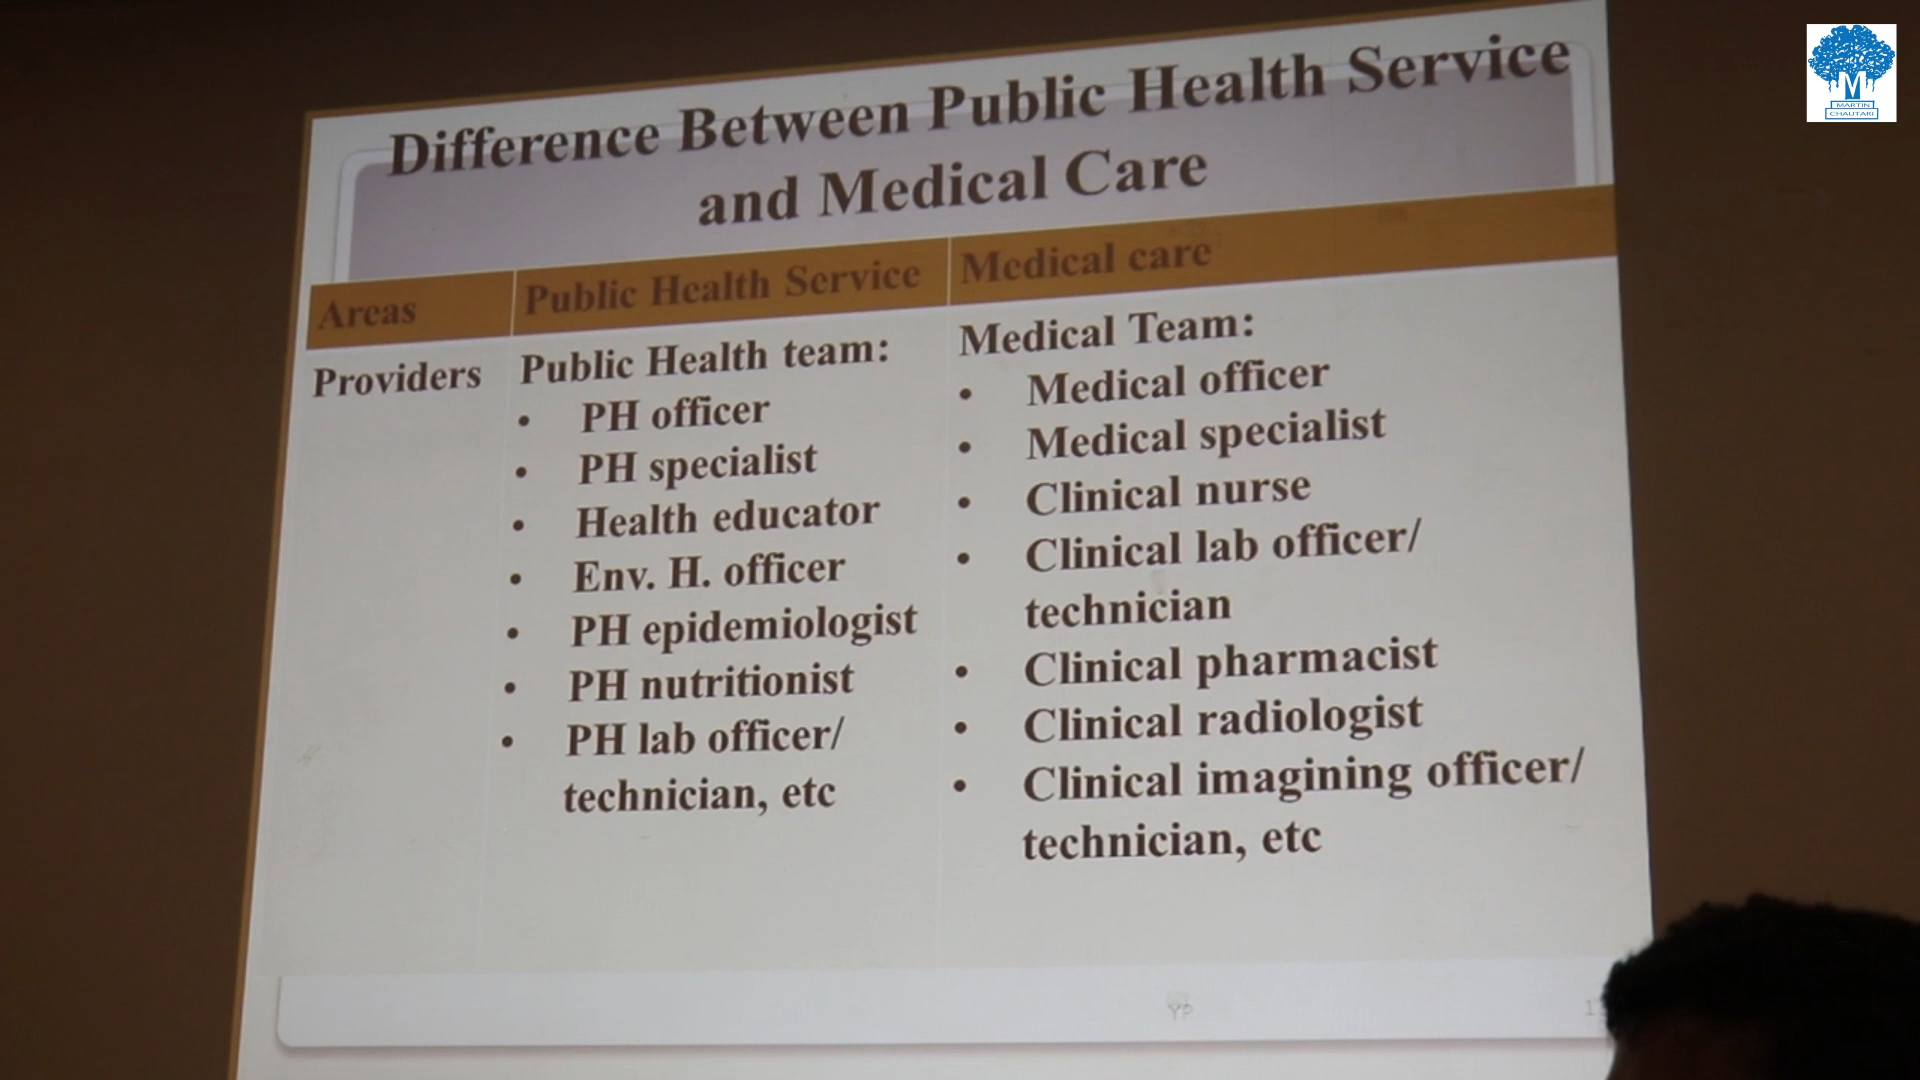 Difference Between Public Health Service
and Medical Care
Areas
Public Health Service
Medical care
Providers
Public Health team:
• PH officer
• PH specialist
• Health educator
• Env. H. officer
• PH epidemiologist
• PH nutritionist
• PH lab officer/
technician, etc
Medical Team:
• Medical officer
• Medical specialist
• Clinical nurse
• Clinical lab officer/
technician
• Clinical pharmacist
• Clinical radiologist
• Clinical imagining officer/
technician, etc
YP
M
MARTIN
CHAUTARI